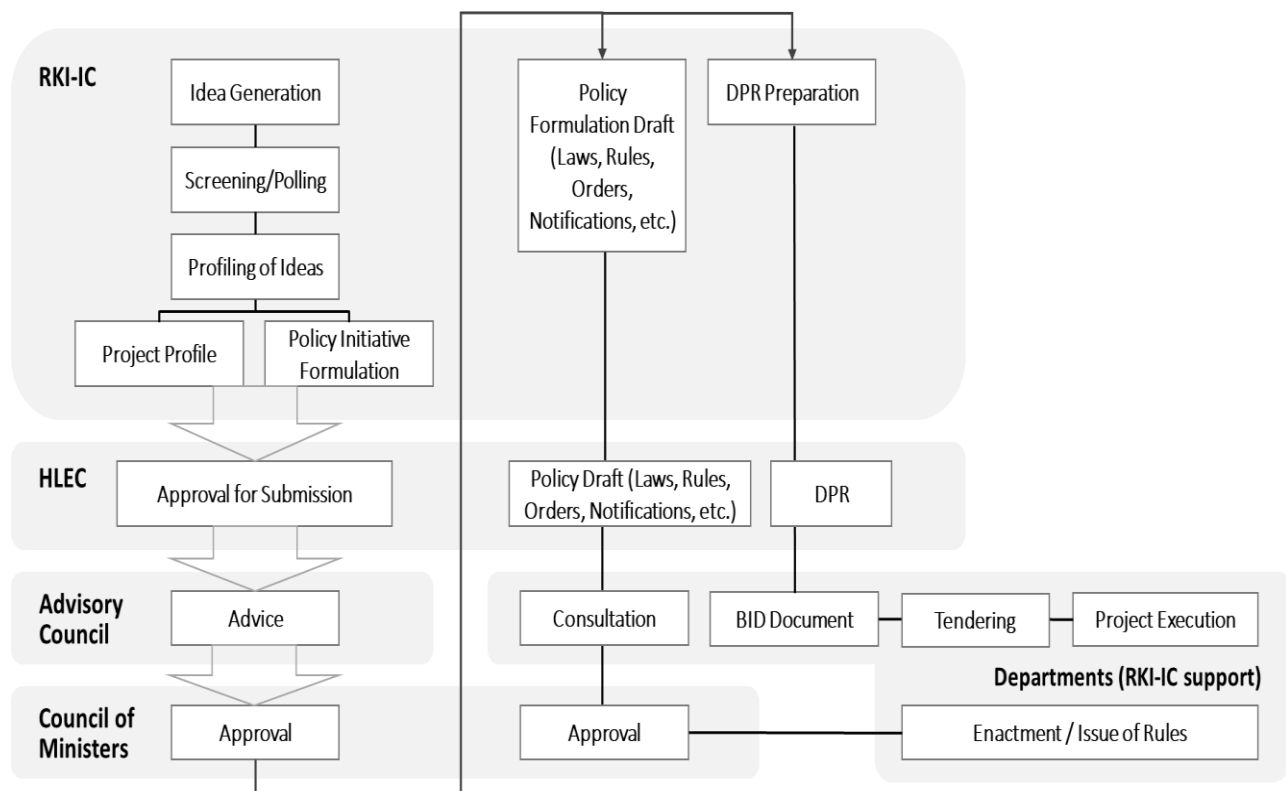 RKI-IC
Idea Generation
Screening/Polling
Profiling of Ideas
Project Profile
Policy Initiative
Formulation
Policy
Formulation Draft
(Laws, Rules,
Orders,
Notifications, etc.)
DPR Preparation
HLEC
Approval for Submission
Policy Draft (Laws, Rules,
Orders, Notifications, etc.)
DPR
Advisory
Council
Advice
Consultation
BID Document
Tendering
Project Execution
Departments (RKI-IC support)
Council of
Ministers
Approval
Approval
Enactment / Issue of Rules